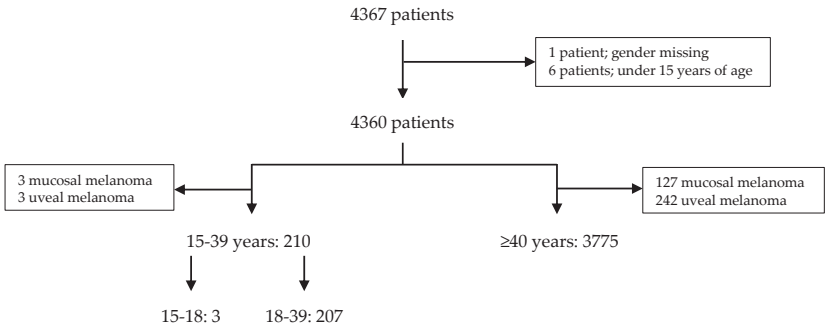 4367 patients
1 patient; gender missing
6 patients; under 15 years of age
4360 patients
3 mucosal melanoma
3 uveal melanoma
127 mucosal melanoma
242 uveal melanoma
15-39 years: 210
≥40 years: 3775
15-18: 3
18-39: 207